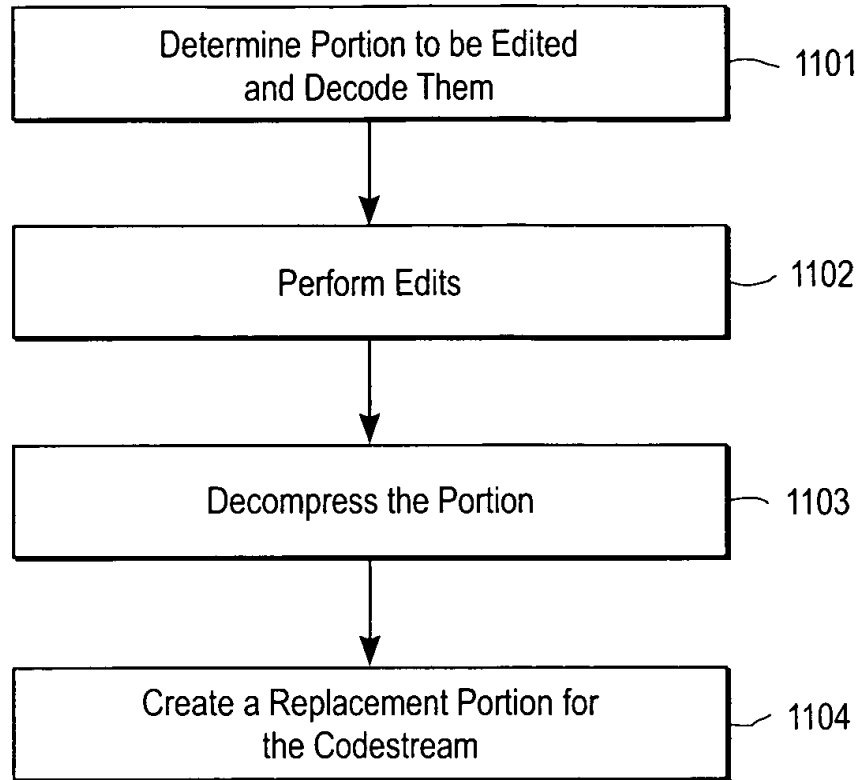 Determine Portion to be Edited
and Decode Them
1101
Perform Edits
1102
Decompress the Portion
1103
Create a Replacement Portion for
the Codestream
1104